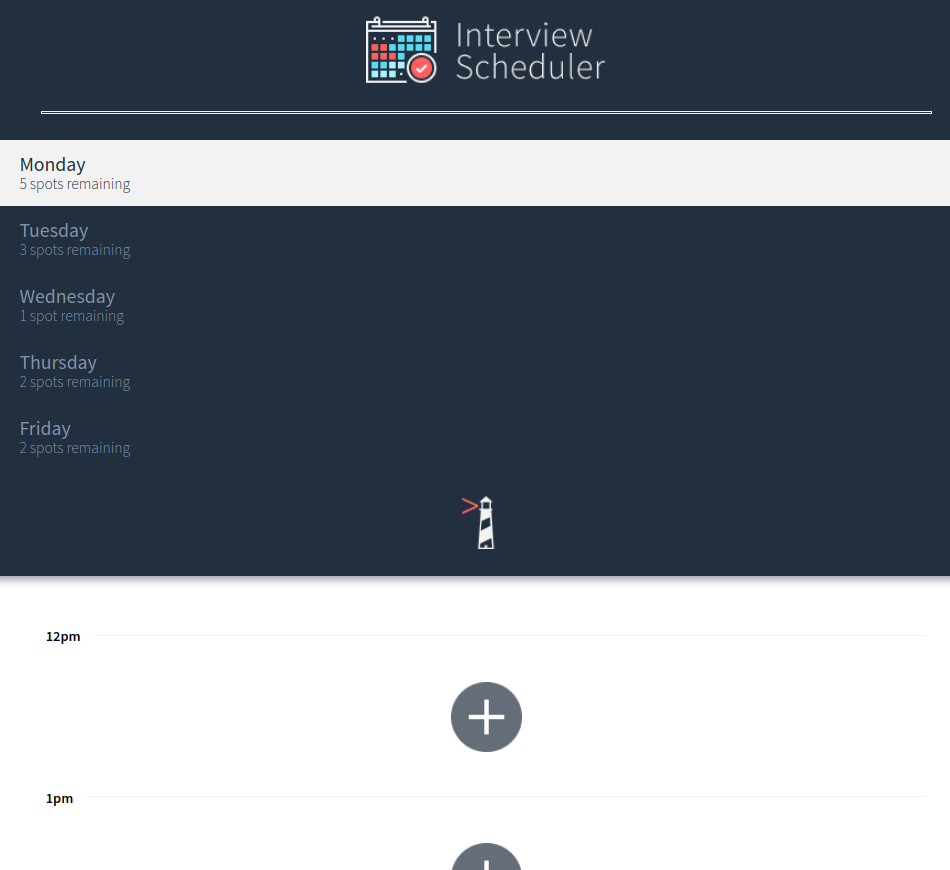 Interview
Scheduler
Monday
5 spots remaining
Tuesday
3 spots remaining
Wednesday
1 spot remaining
Thursday
2 spots remaining
Friday
2 spots remaining
12pm
1pm